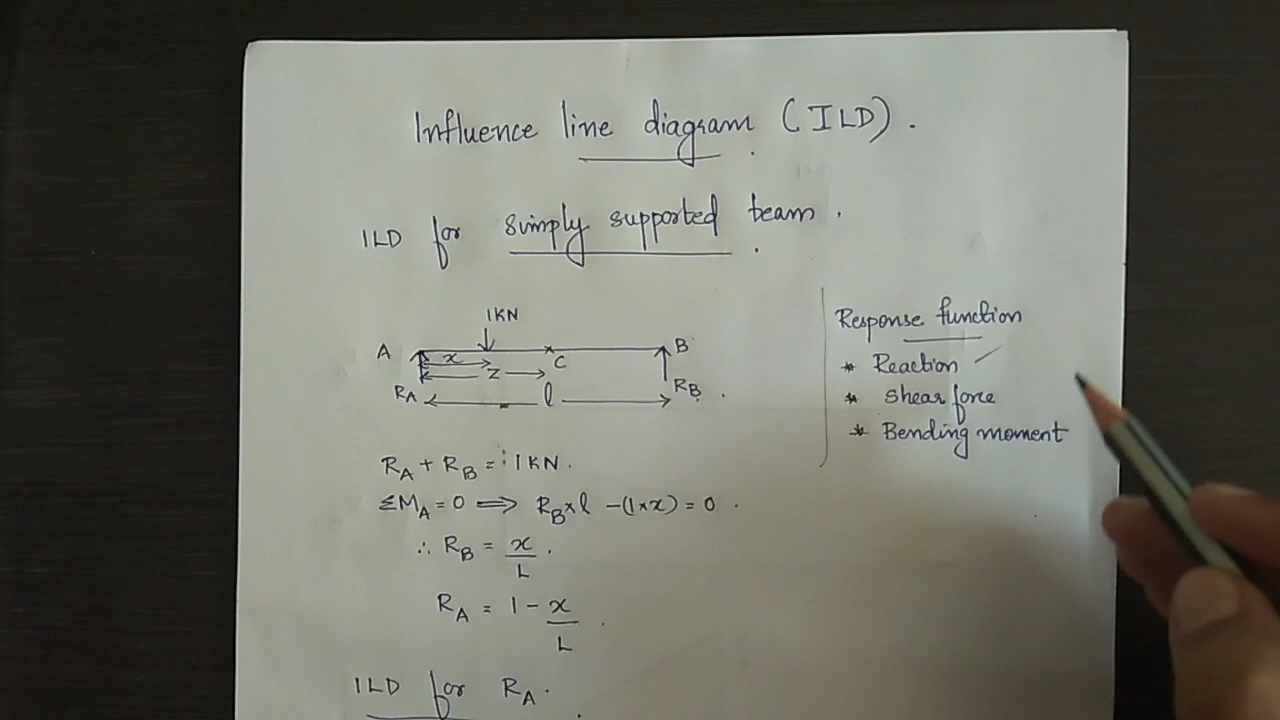 Influence line diagram (ILD).
ILD for simply supported beam.
1KN
A x C B
z
RA l RB
Response function
* Reaction
* Shear force
* Bending moment
RA + RB = 1KN.
ΣMA = 0 ⟹ RB×l - (1×x) = 0
∴ RB = x/L.
RA = 1 - x/L.
ILD for RA.